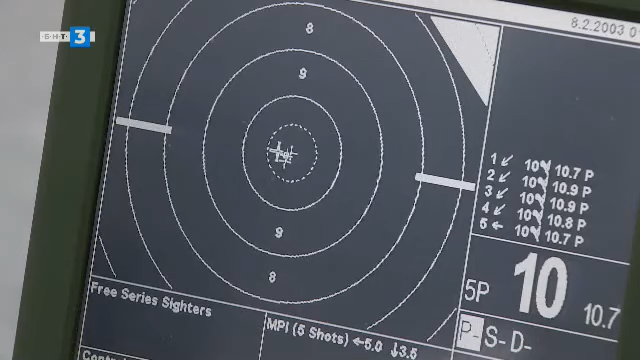 БНТ 3
8.2.2003 0
8
9
9
8
1 ↙ 10 10.7 P
2 ↙ 10 10.9 P
3 ↙ 10 10.9 P
4 ↙ 10 10.8 P
5 ← 10 10.7 P
5P 10 10.7
P- S- D-
Free Series Sighters
MPI (5 Shots) ←5.0 ↓3.5